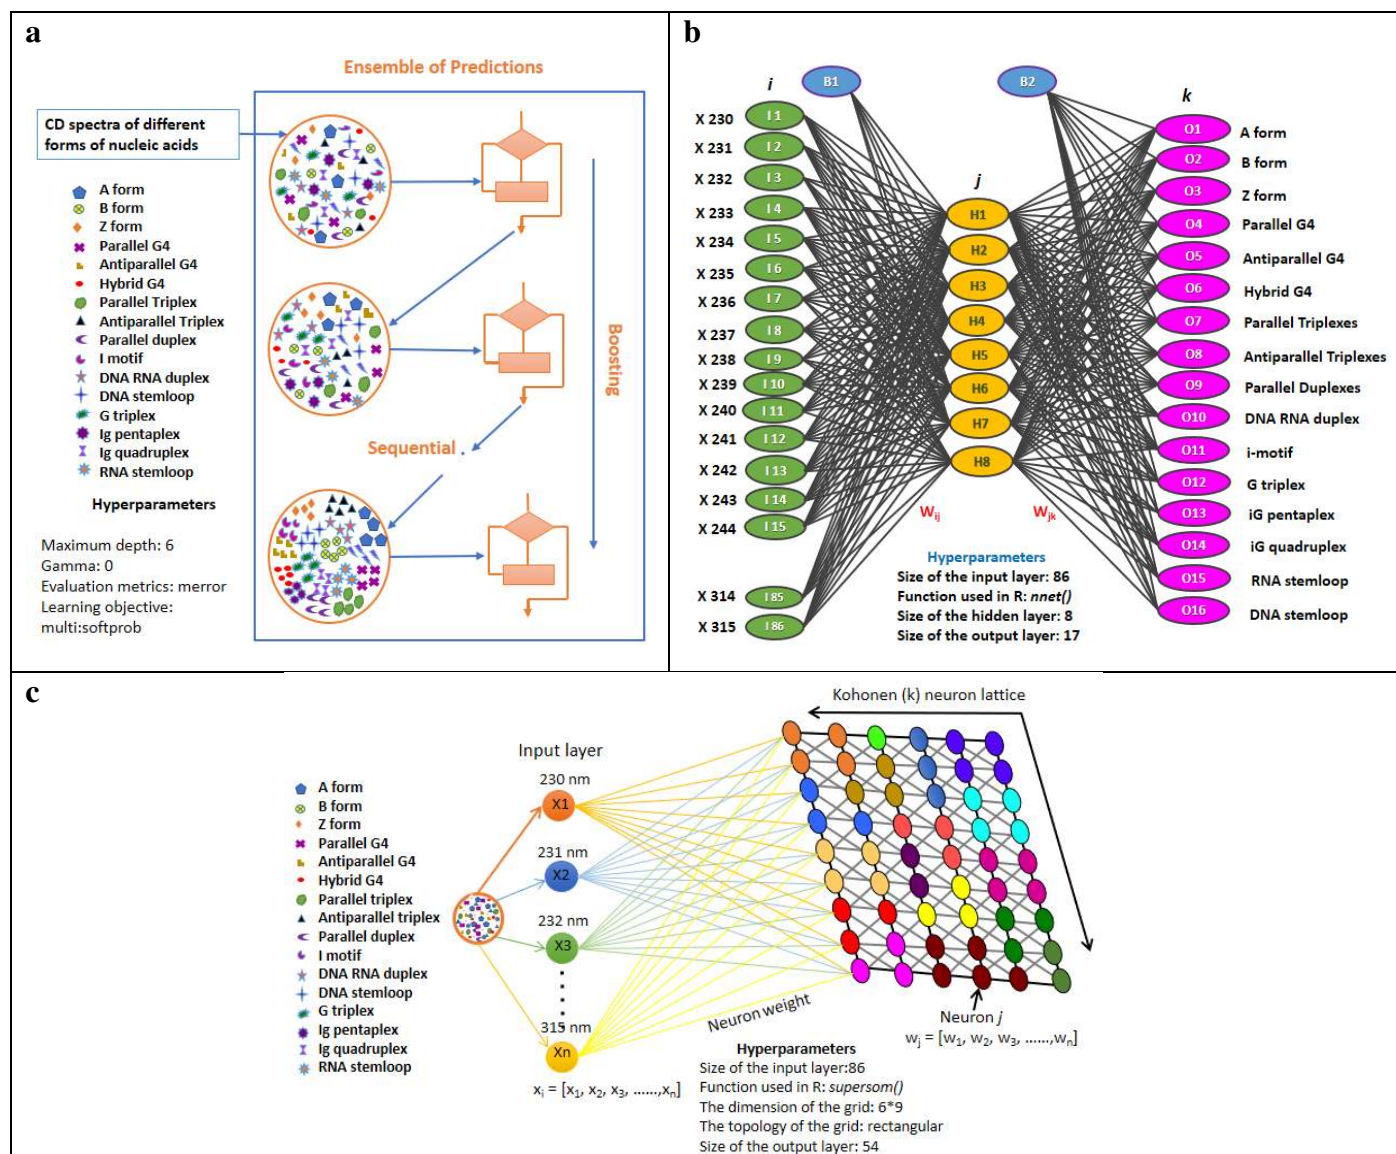 a
Ensemble of Predictions
CD spectra of different
forms of nucleic acids
A form
B form
Z form
Parallel G4
Antiparallel G4
Hybrid G4
Parallel Triplex
Antiparallel Triplex
Parallel duplex
I motif
DNA RNA duplex
DNA stemloop
G triplex
Ig pentaplex
Ig quadruplex
RNA stemloop
Boosting
Sequential
Hyperparameters
Maximum depth: 6
Gamma: 0
Evaluation metrics: merror
Learning objective:
multi:softprob
b
i
B1
B2
k
j
X 230
X 231
X 232
X 233
X 234
X 235
X 236
X 237
X 238
X 239
X 240
X 241
X 242
X 243
X 244
X 314
X 315
I 1
I 2
I 3
I 4
I 5
I 6
I 7
I 8
I 9
I 10
I 11
I 12
I 13
I 14
I 15
I 85
I 86
H1
H2
H3
H4
H5
H6
H7
H8
Wij
Wjk
O1
O2
O3
O4
O5
O6
O7
O8
O9
O10
O11
O12
O13
O14
O15
O16
A form
B form
Z form
Parallel G4
Antiparallel G4
Hybrid G4
Parallel Triplexes
Antiparallel Triplexes
Parallel Duplexes
DNA RNA duplex
i-motif
G triplex
iG pentaplex
iG quadruplex
RNA stemloop
DNA stemloop
Hyperparameters
Size of the input layer: 86
Function used in R: nnet()
Size of the hidden layer: 8
Size of the output layer: 17
c
Kohonen (k) neuron lattice
Input layer
A form
B form
Z form
Parallel G4
Antiparallel G4
Hybrid G4
Parallel triplex
Antiparallel triplex
Parallel duplex
I motif
DNA RNA duplex
DNA stemloop
G triplex
Ig pentaplex
Ig quadruplex
RNA stemloop
230 nm
X1
231 nm
X2
232 nm
X3
315 nm
Xn
xi = [x1, x2, x3, ......,xn]
Neuron weight
Neuron j
wj = [w1, w2, w3, ......,wn]
Hyperparameters
Size of the input layer:86
Function used in R: supersom()
The dimension of the grid: 6*9
The topology of the grid: rectangular
Size of the output layer: 54